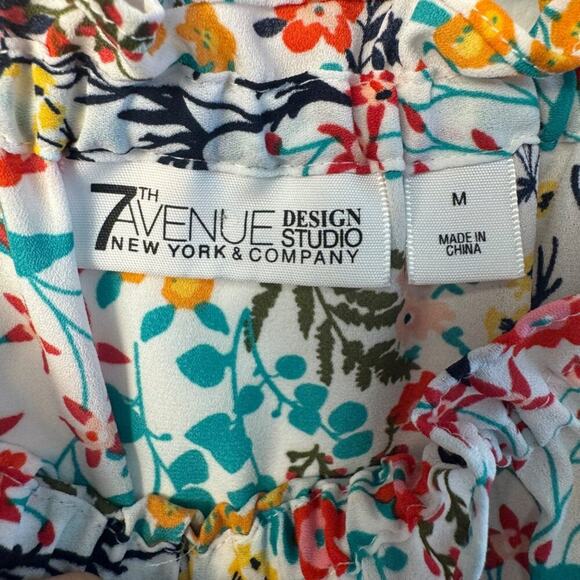 7TH AVENUE DESIGN STUDIO
NEW YORK & COMPANY
M
MADE IN
CHINA